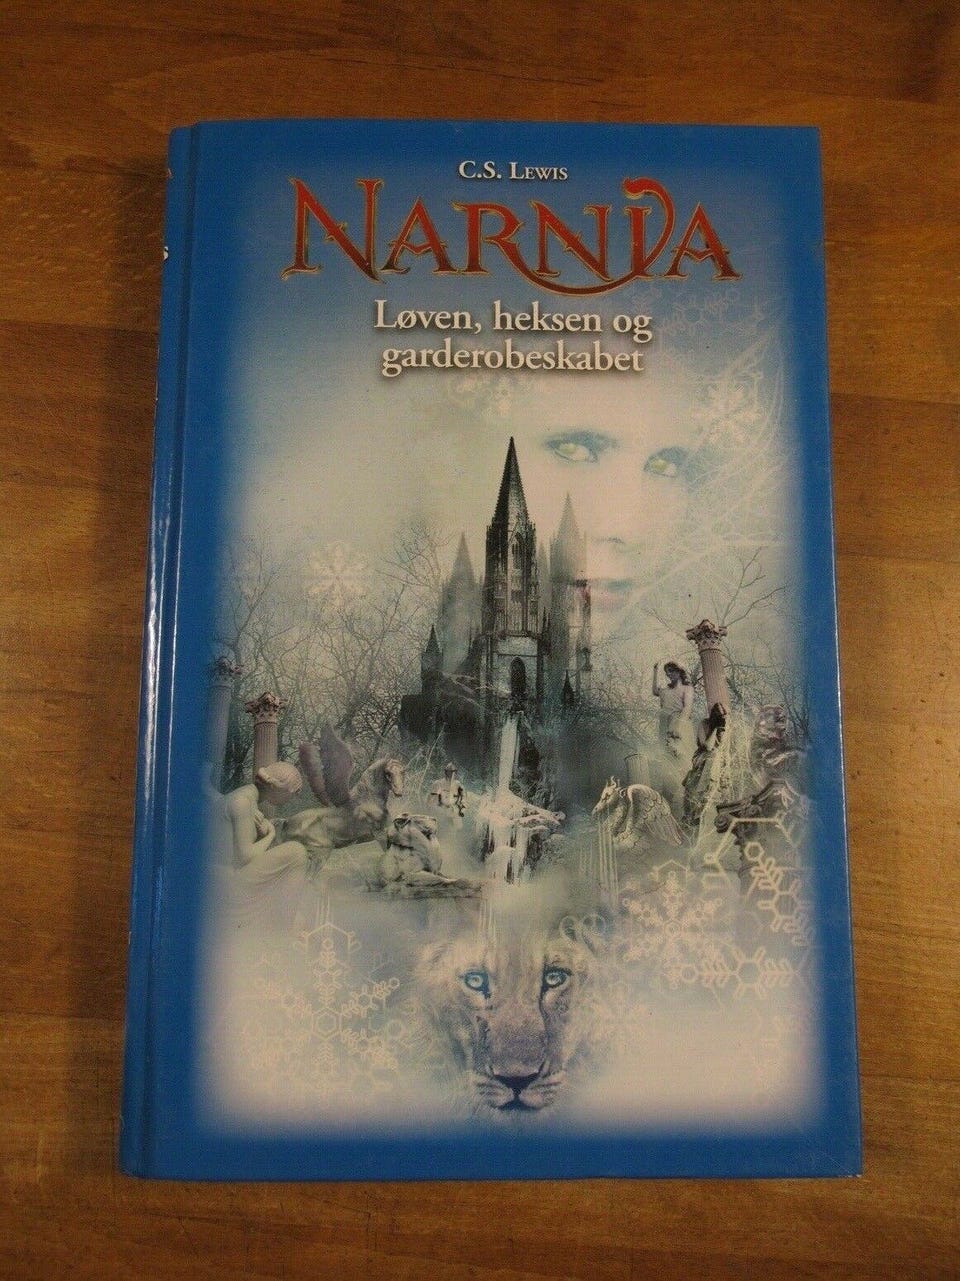 C.S. Lewis
NARNIA
Løven, heksen og
garderobeskabet